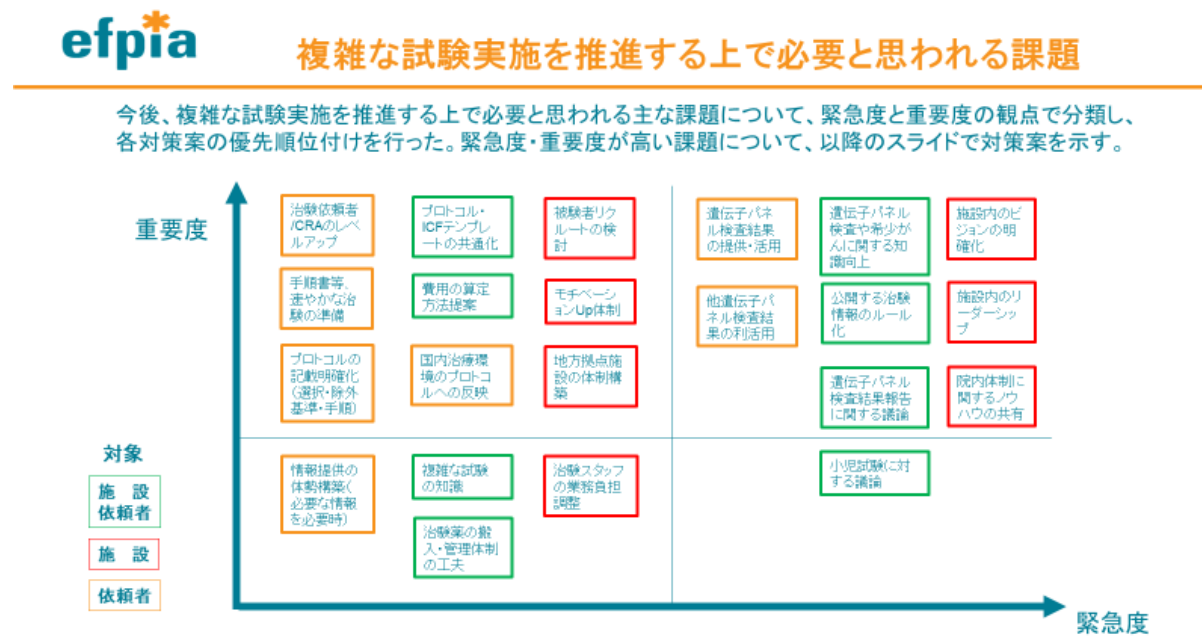 efpia
複雑な試験実施を推進する上で必要と思われる課題
今後、複雑な試験実施を推進する上で必要と思われる主な課題について、緊急度と重要度の観点で分類し、
各対策案の優先順位付けを行った。緊急度・重要度が高い課題について、以降のスライドで対策案を示す。
重要度
治験依頼者
/CRAのレベ
ルアップ
プロトコル・
ICFテンプレ
ートの共通化
被験者リク
ルートの検
討
遺伝子パネ
ル検査結果
の提供・活用
遺伝子パネル
検査や希少が
んに関する知
識向上
施設内のビ
ジョンの明
確化
手順書等、
速やかな治
験の準備
費用の算定
方法提案
モチベーシ
ョンUp体制
他遺伝子パ
ネル検査結
果の利活用
公開する治験
情報のルール
化
施設内のリ
ーダーシッ
プ
プロトコルの
記載明確化
(選択・除外
基準・手順)
国内治療環
境のプロトコ
ルへの反映
地方拠点施
設の体制構
築
遺伝子パネル
検査結果報告
に関する議論
院内体制に
関するノウ
ハウの共有
情報提供の
体勢構築(
必要な情報
を必要時)
複雑な試験
の知識
治験スタッフ
の業務負担
調整
小児試験に対
する議論
治験薬の搬
入・管理体制
の工夫
対象
施 設
依頼者
施 設
依頼者
緊急度